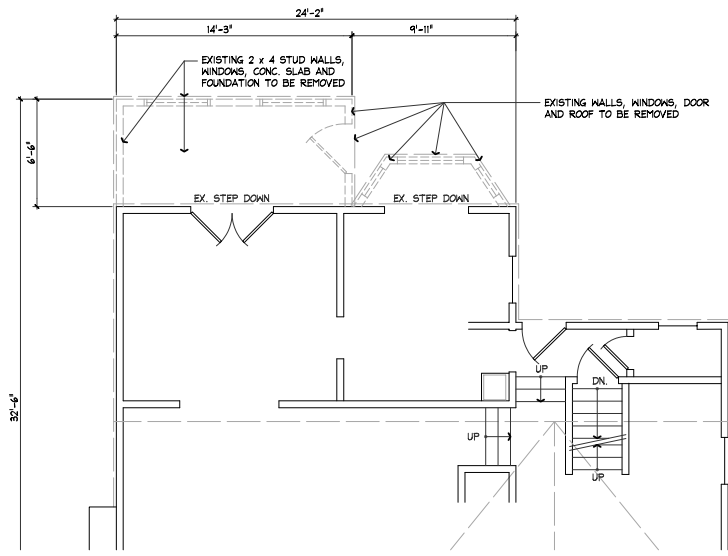 24'-2"
14'-3"
9'-11"
EXISTING 2 x 4 STUD WALLS,
WINDOWS, CONC. SLAB AND
FOUNDATION TO BE REMOVED
EXISTING WALLS, WINDOWS, DOOR
AND ROOF TO BE REMOVED
6'-6"
EX. STEP DOWN
EX. STEP DOWN
32'-6"
UP
DN.
UP
UP